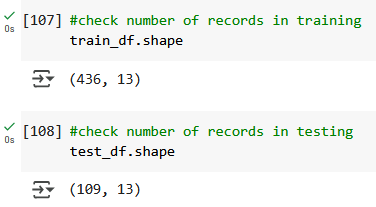 [107] #check number of records in training
0s
train_df.shape
(436, 13)
[108] #check number of records in testing
0s
test_df.shape
(109, 13)